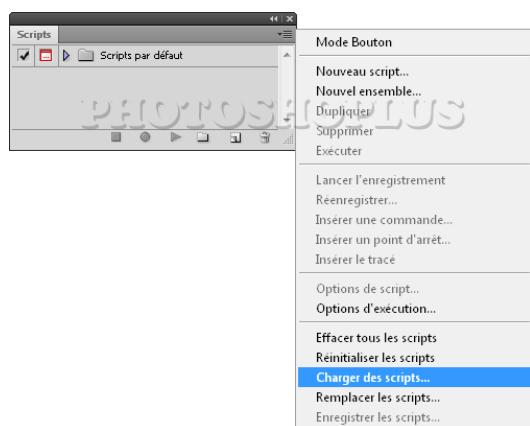 Scripts
Scripts par défaut
PHOTOSHOPLUS
Mode Bouton
Nouveau script...
Nouvel ensemble...
Dupliquer
Supprimer
Exécuter
Lancer l'enregistrement
Réenregistrer...
Insérer une commande...
Insérer un point d'arrêt...
Insérer le tracé
Options de script...
Options d'exécution...
Effacer tous les scripts
Réinitialiser les scripts
Charger des scripts...
Remplacer les scripts...
Enregistrer les scripts...